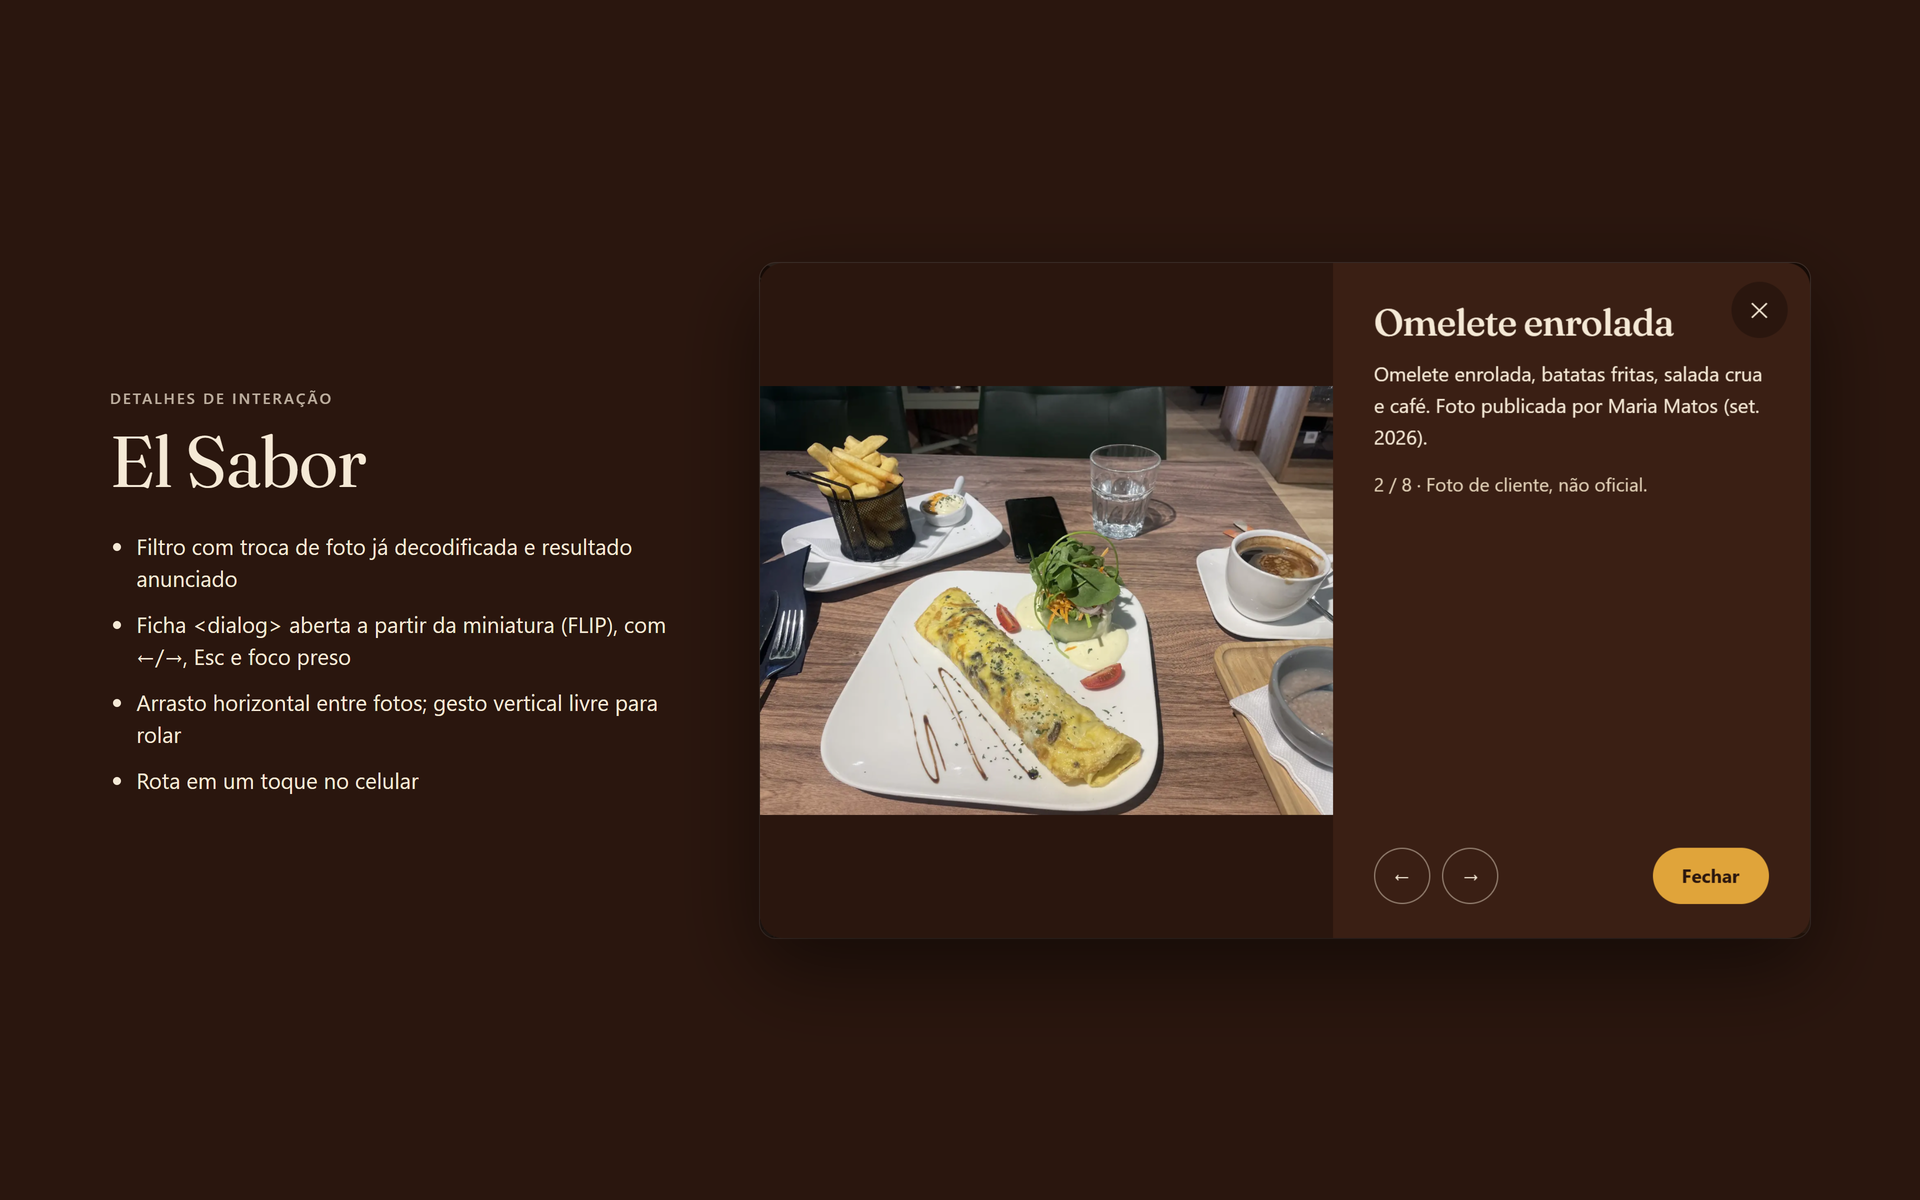 DETALHES DE INTERAÇÃO
El Sabor
• Filtro com troca de foto já decodificada e resultado
anunciado
• Ficha <dialog> aberta a partir da miniatura (FLIP), com
←/→, Esc e foco preso
• Arrasto horizontal entre fotos; gesto vertical livre para
rolar
• Rota em um toque no celular
Omelete enrolada
Omelete enrolada, batatas fritas, salada crua
e café. Foto publicada por Maria Matos (set.
2026).
2 / 8 · Foto de cliente, não oficial.
← →
Fechar